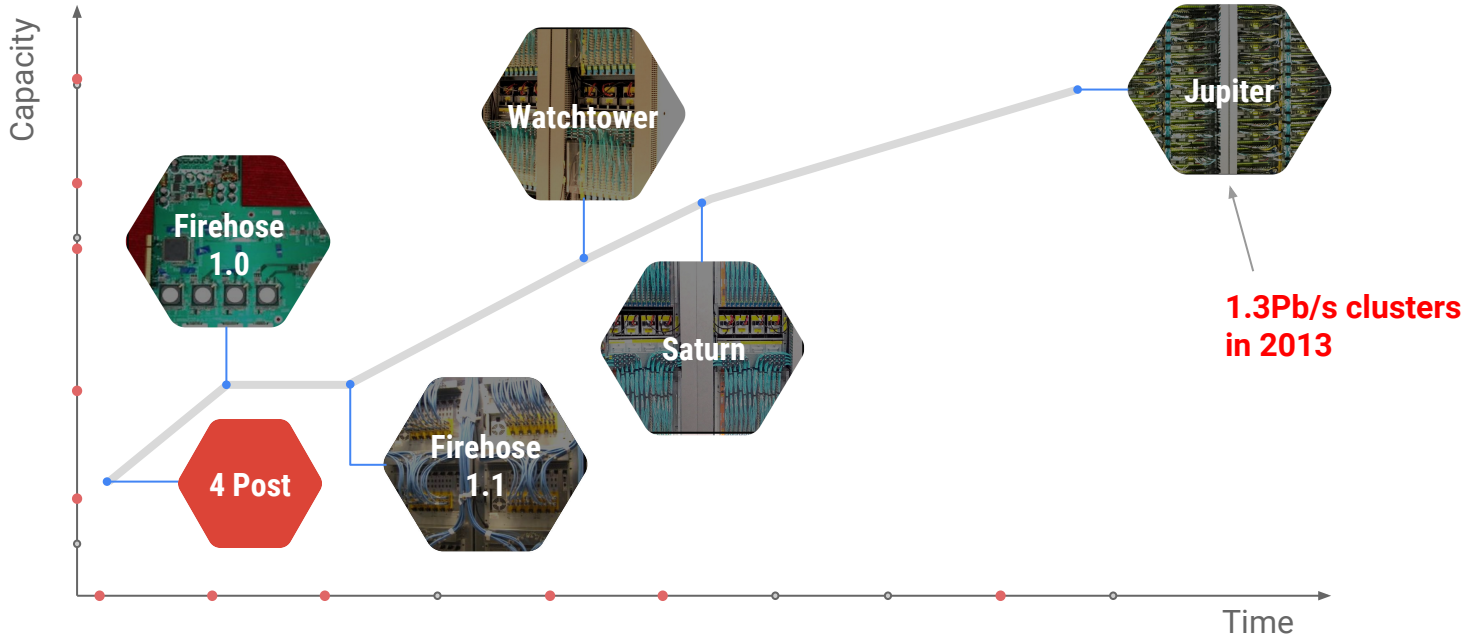 Capacity
Watchtower
Jupiter
Firehose
1.0
1.3Pb/s clusters
in 2013
Saturn
Firehose
1.1
4 Post
Time